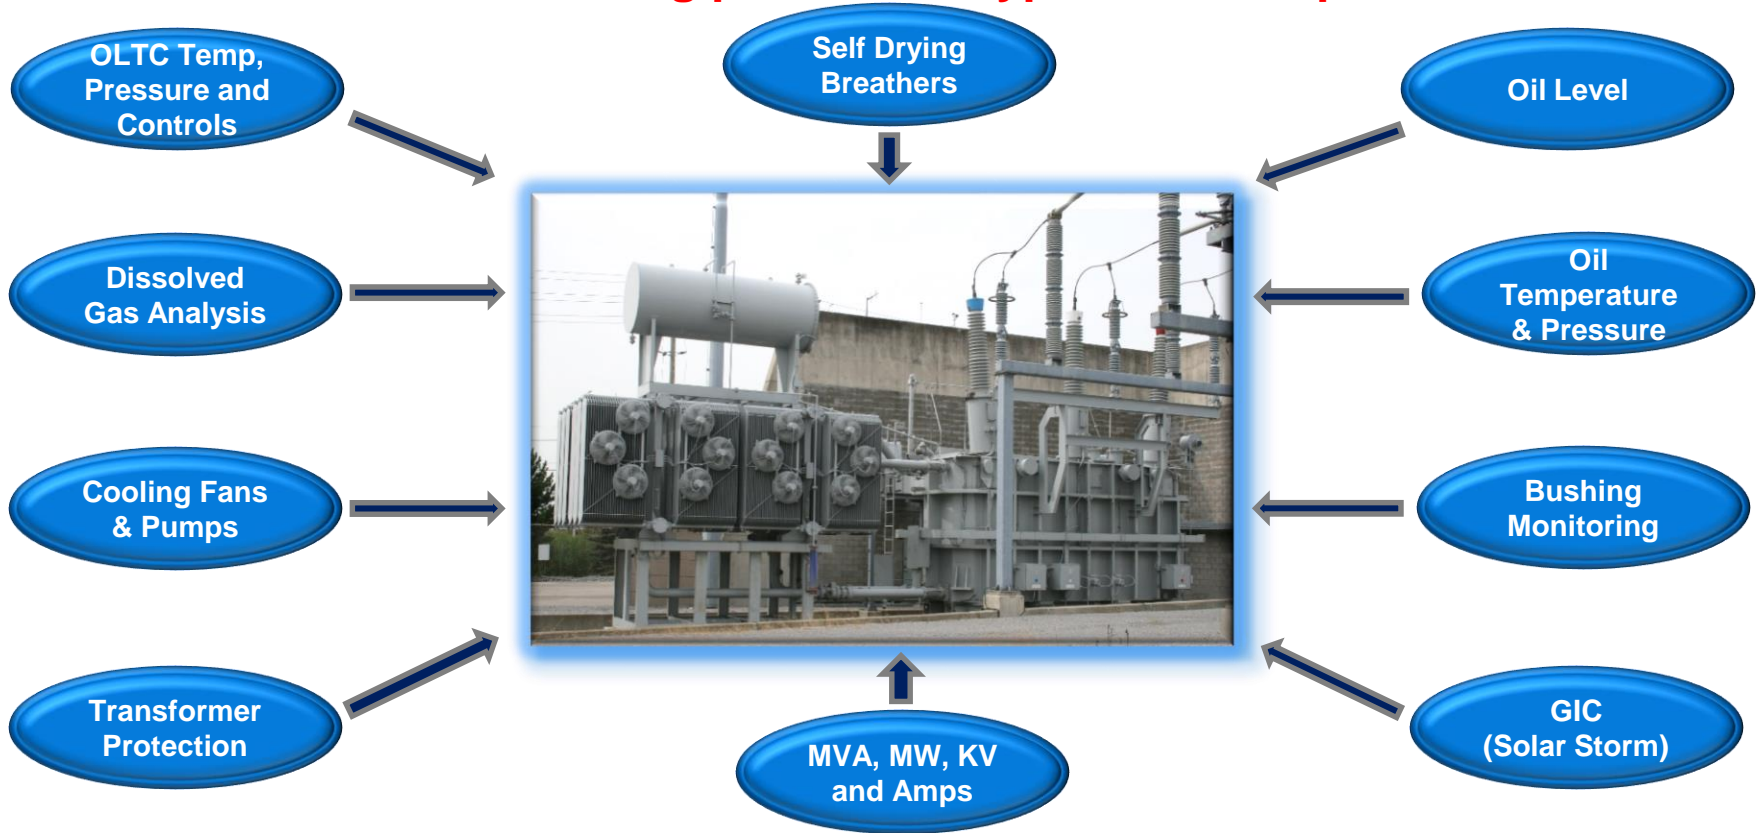 OLTC Temp,
Pressure and
Controls
Self Drying
Breathers
Oil Level
Dissolved
Gas Analysis
Oil
Temperature
& Pressure
Cooling Fans
& Pumps
Bushing
Monitoring
Transformer
Protection
MVA, MW, KV
and Amps
GIC
(Solar Storm)